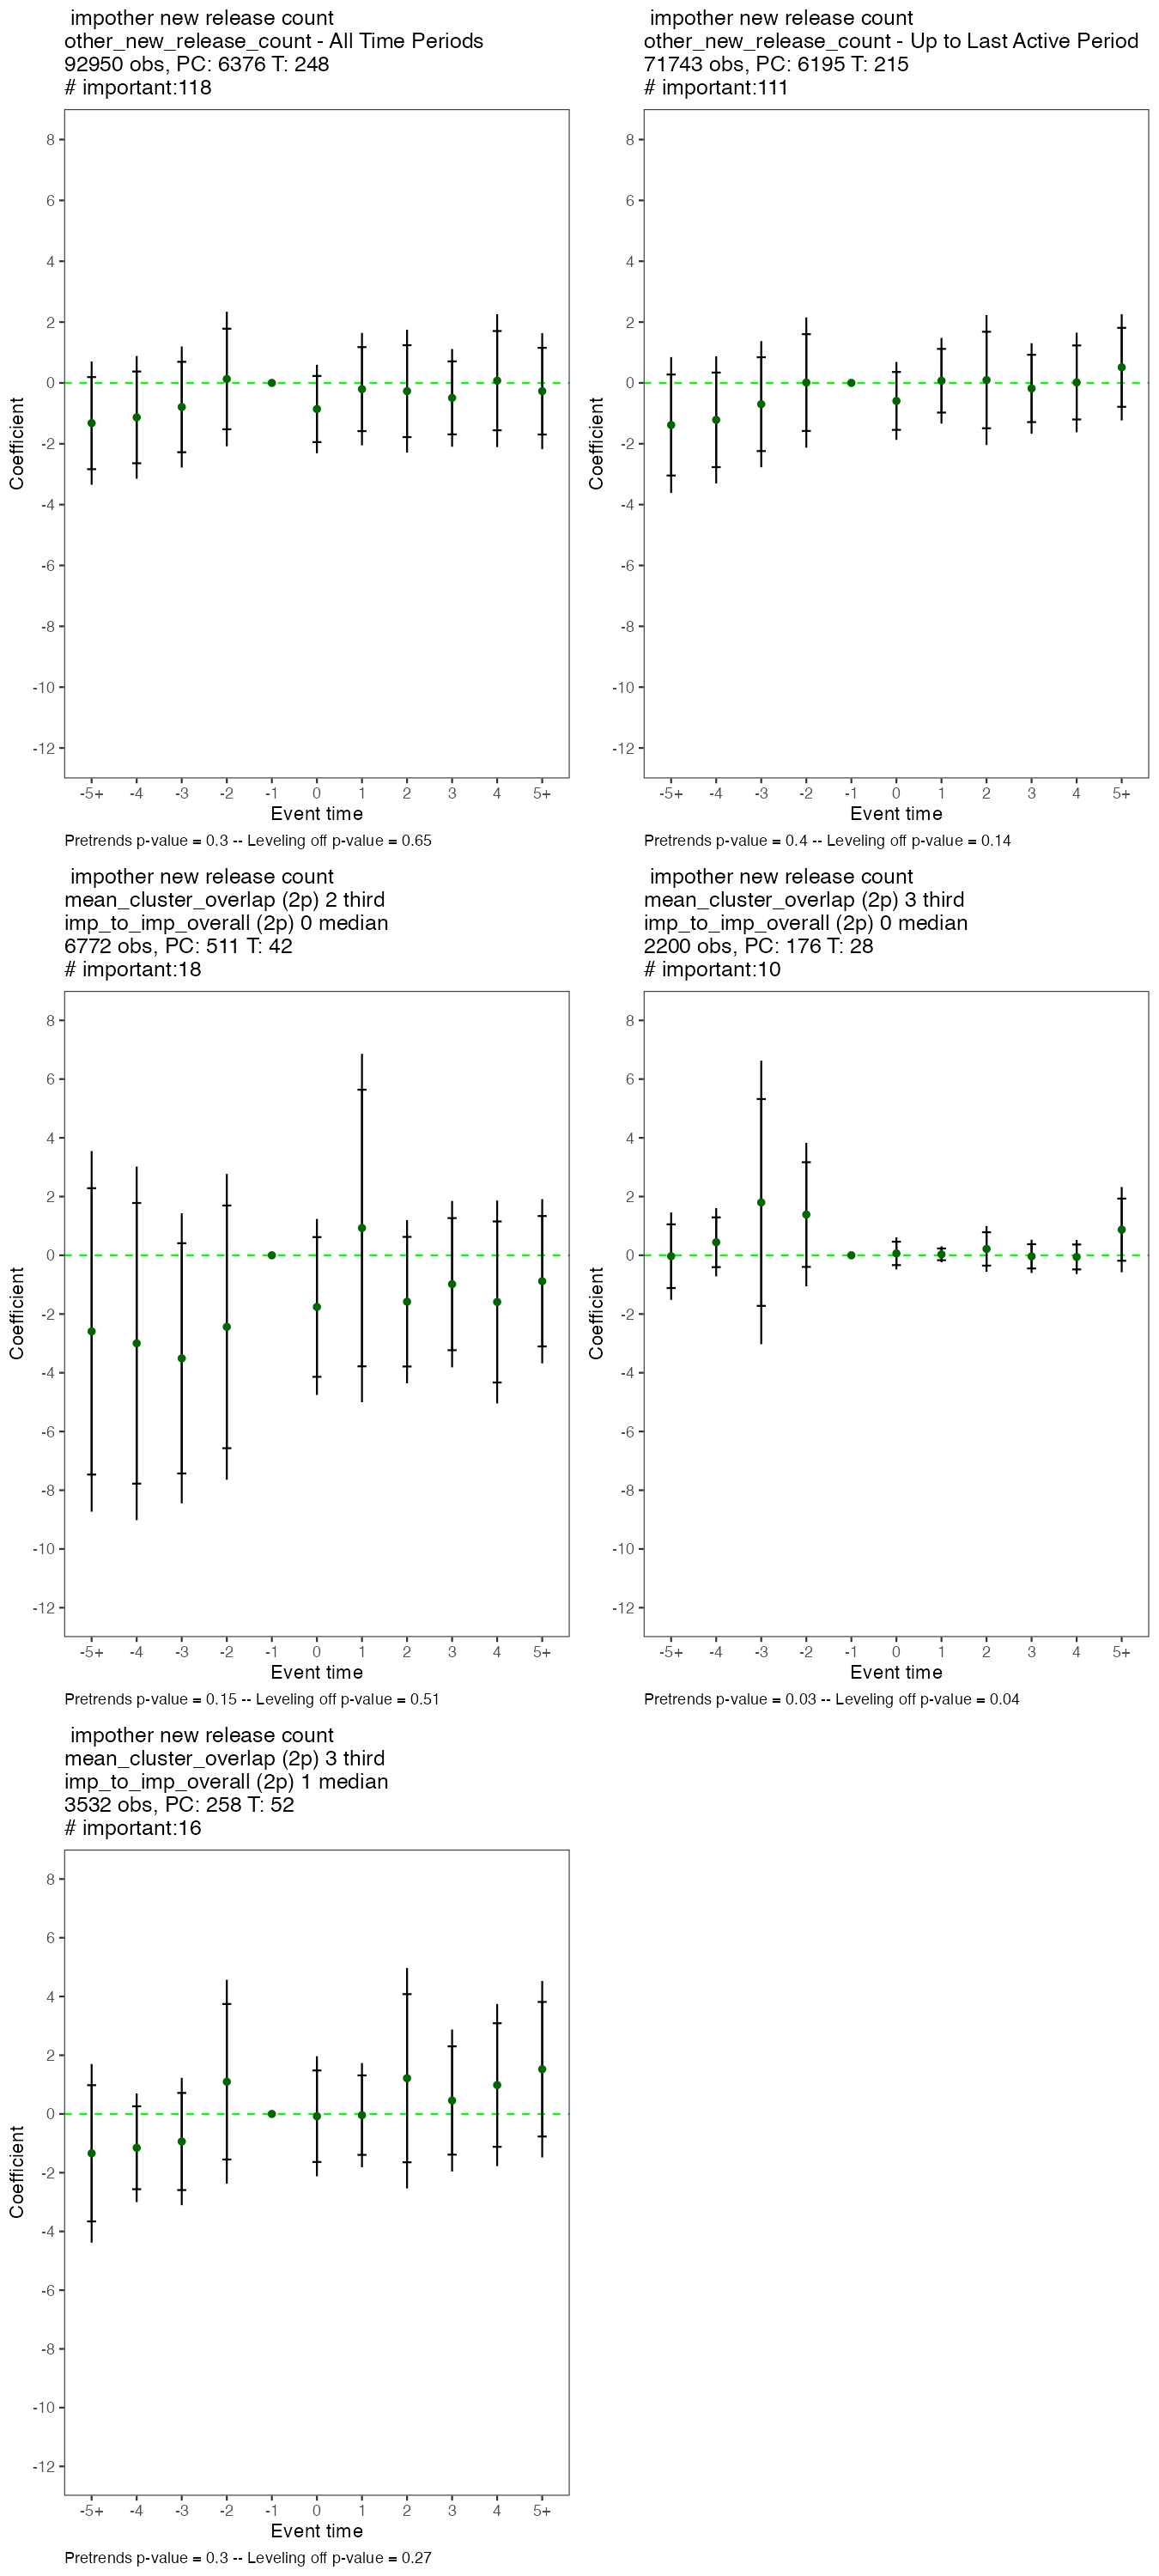 impother new release count
other_new_release_count - All Time Periods
92950 obs, PC: 6376 T: 248
# important:118
8
6
4
2
0
-2
-4
-6
-8
-10
-12
Coefficient
-5+ -4 -3 -2 -1 0 1 2 3 4 5+
Event time
Pretrends p-value = 0.3 -- Leveling off p-value = 0.65
impother new release count
other_new_release_count - Up to Last Active Period
71743 obs, PC: 6195 T: 215
# important:111
8
6
4
2
0
-2
-4
-6
-8
-10
-12
Coefficient
-5+ -4 -3 -2 -1 0 1 2 3 4 5+
Event time
Pretrends p-value = 0.4 -- Leveling off p-value = 0.14
impother new release count
mean_cluster_overlap (2p) 2 third
imp_to_imp_overall (2p) 0 median
6772 obs, PC: 511 T: 42
# important:18
8
6
4
2
0
-2
-4
-6
-8
-10
-12
Coefficient
-5+ -4 -3 -2 -1 0 1 2 3 4 5+
Event time
Pretrends p-value = 0.15 -- Leveling off p-value = 0.51
impother new release count
mean_cluster_overlap (2p) 3 third
imp_to_imp_overall (2p) 0 median
2200 obs, PC: 176 T: 28
# important:10
8
6
4
2
0
-2
-4
-6
-8
-10
-12
Coefficient
-5+ -4 -3 -2 -1 0 1 2 3 4 5+
Event time
Pretrends p-value = 0.03 -- Leveling off p-value = 0.04
impother new release count
mean_cluster_overlap (2p) 3 third
imp_to_imp_overall (2p) 1 median
3532 obs, PC: 258 T: 52
# important:16
8
6
4
2
0
-2
-4
-6
-8
-10
-12
Coefficient
-5+ -4 -3 -2 -1 0 1 2 3 4 5+
Event time
Pretrends p-value = 0.3 -- Leveling off p-value = 0.27